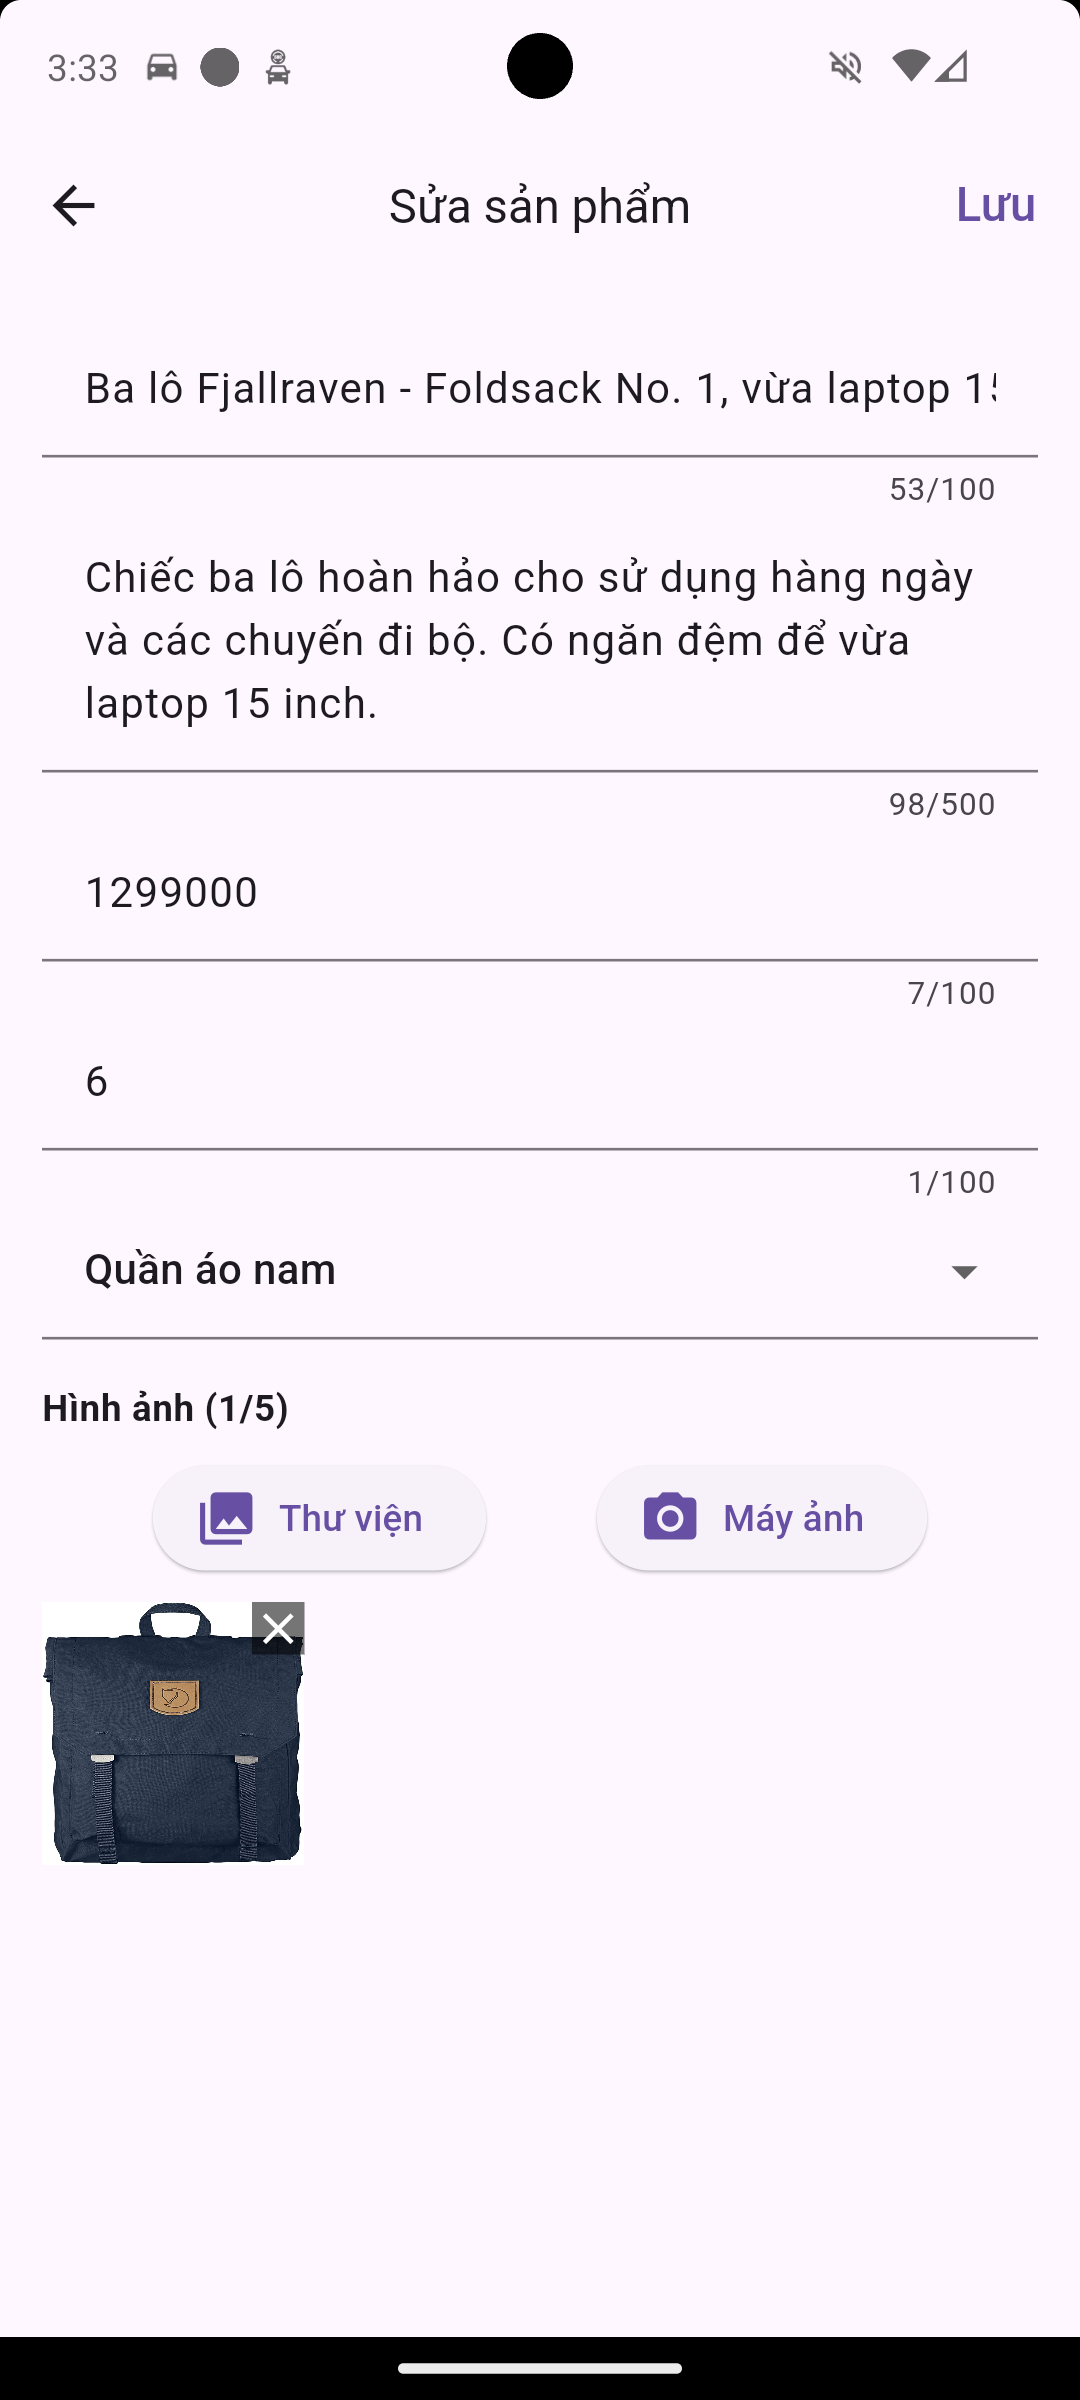 3:33
Sửa sản phẩm
Lưu
Ba lô Fjallraven - Foldsack No. 1, vừa laptop 15
53/100
Chiếc ba lô hoàn hảo cho sử dụng hàng ngày
và các chuyến đi bộ. Có ngăn đệm để vừa
laptop 15 inch.
98/500
1299000
7/100
6
1/100
Quần áo nam
Hình ảnh (1/5)
Thư viện
Máy ảnh